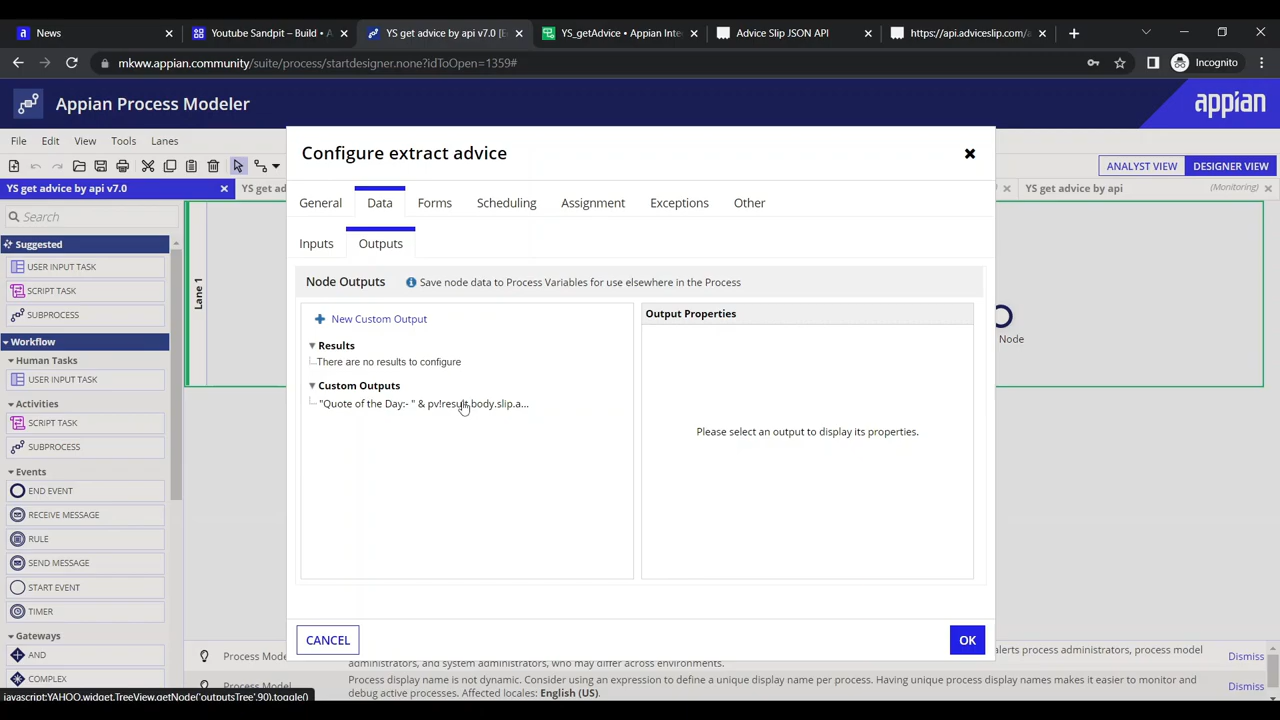 News
Youtube Sandpit – Build • A
YS get advice by api v7.0 [E
YS_getAdvice • Appian Inte
Advice Slip JSON API
https://api.adviceslip.com/a
mkww.appian.community/suite/process/startdesigner.none?idToOpen=1359#
Incognito
Appian Process Modeler
appian
File Edit View Tools Lanes
ANALYST VIEW DESIGNER VIEW
YS get advice by api v7.0
YS get ad
YS get advice by api (Monitoring)
Search
Suggested
USER INPUT TASK
SCRIPT TASK
SUBPROCESS
Workflow
Human Tasks
USER INPUT TASK
Activities
SCRIPT TASK
SUBPROCESS
Events
END EVENT
RECEIVE MESSAGE
RULE
SEND MESSAGE
START EVENT
TIMER
Gateways
AND
COMPLEX
Lane 1
Node
Configure extract advice
General Data Forms Scheduling Assignment Exceptions Other
Inputs Outputs
Node Outputs Save node data to Process Variables for use elsewhere in the Process
New Custom Output
Results
There are no results to configure
Custom Outputs
"Quote of the Day:- " & pv!result.body.slip.a...
Output Properties
Please select an output to display its properties.
CANCEL
OK
Process Mode
alerts process administrators, process model
administrators, and system administrators, who may differ across environments.
Dismiss
Process Model
Process display name is not dynamic. Consider using an expression to define a unique display name per process. Having unique process display names makes it easier to monitor and
debug active processes. Affected locales: English (US).
Dismiss
javascript:YAHOO.widget.TreeView.getNode('outputsTree',90).toggle()